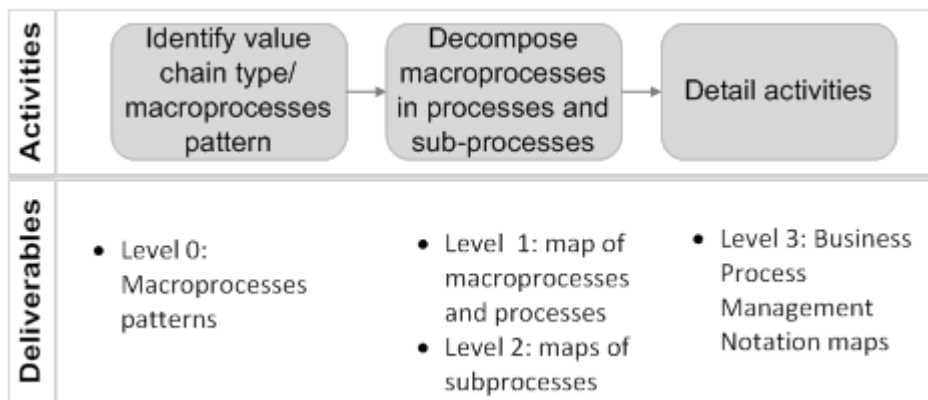 Activities
Identify value
chain type/
macroprocesses
pattern
Decompose
macroprocesses
in processes and
sub-processes
Detail activities
Deliverables
• Level 0:
Macroprocesses
patterns
• Level 1: map of
macroprocesses
and processes
• Level 2: maps of
subprocesses
• Level 3: Business
Process
Management
Notation maps